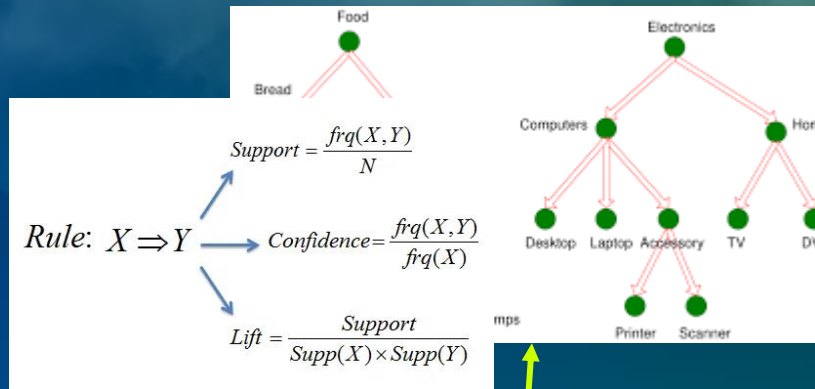 Food
Electronics
Bread
Computers
Support = frq(X,Y) / N
Rule: X ⇒ Y
Confidence = frq(X,Y) / frq(X)
Desktop Laptop Accessory TV
Lift = Support / Supp(X)×Supp(Y)
Printer Scanner